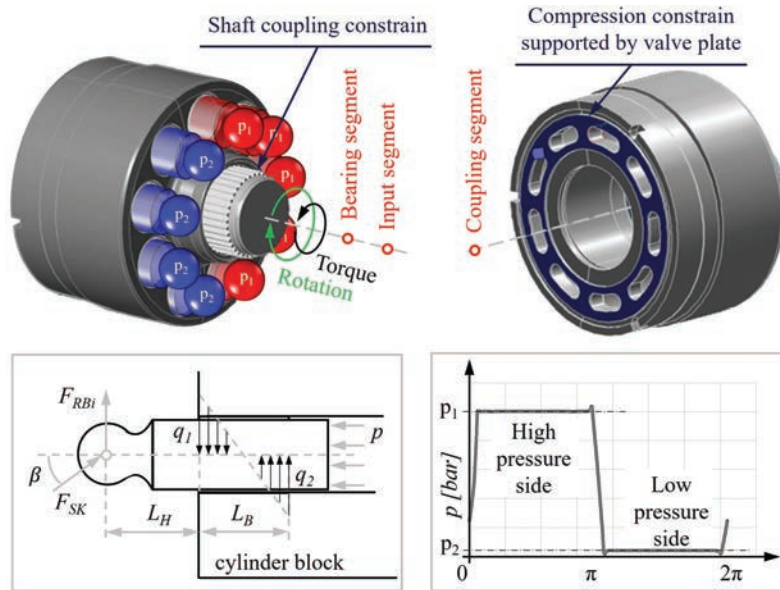 Shaft coupling constrain
Compression constrain
supported by valve plate
Bearing segment
Input segment
Coupling segment
p1
p1
p1
p1
p2
p2
p2
p2
p2
Torque
Rotation
F_RBi
q1
p
β
q2
F_SK
L_H
L_B
cylinder block
p1
High
pressure
side
p [bar]
Low
pressure
side
p2
0
π
2π